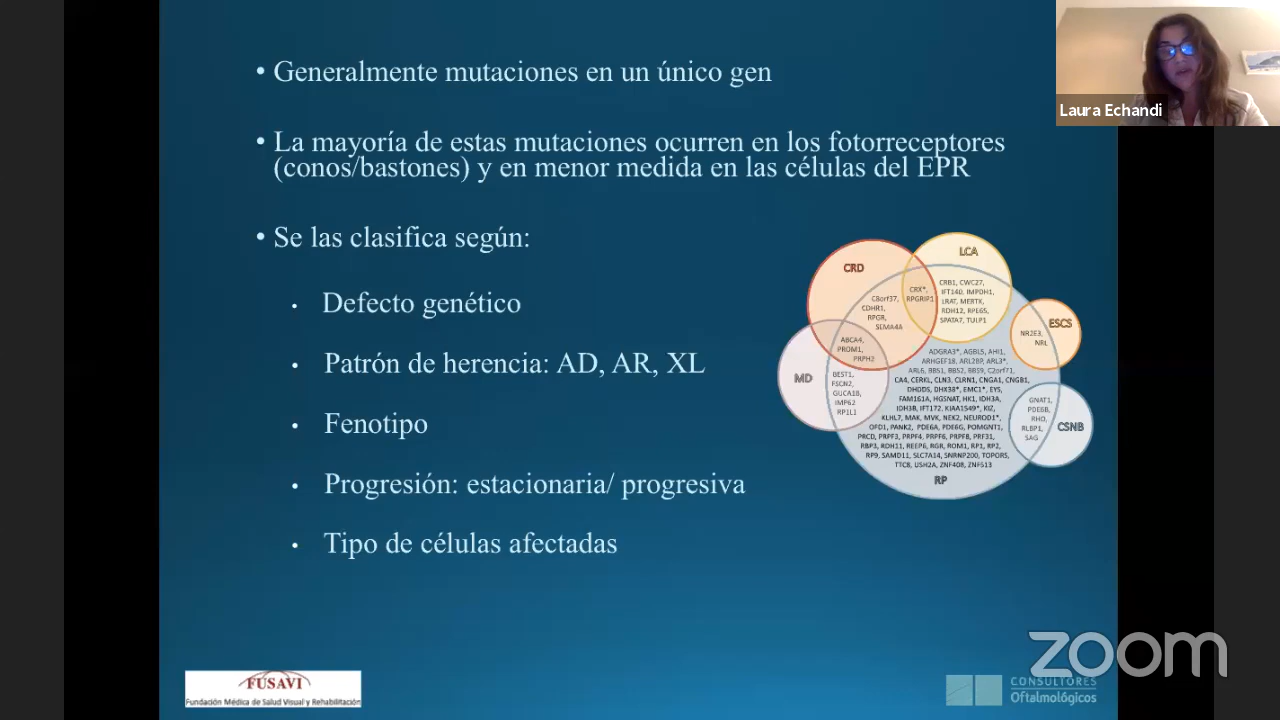 • Generalmente mutaciones en un único gen
• La mayoría de estas mutaciones ocurren en los fotorreceptores
(conos/bastones) y en menor medida en las células del EPR
• Se las clasifica según:
• Defecto genético
• Patrón de herencia: AD, AR, XL
• Fenotipo
• Progresión: estacionaria/ progresiva
• Tipo de células afectadas
Laura Echandi
CRD
C8orf37,
CDHR1,
RPGR,
SEMA4A
CRX*,
RPGRIP1
LCA
CRB1, CWC27,
IFT140, IMPDH1,
LRAT, MERTK,
RDH12, RPE65,
SPATA7, TULP1
ESCS
NR2E3,
NRL
ABCA4,
PROM1,
PRPH2
MD
BEST1,
FSCN2,
GUCA1B,
IMPG2
RP1L1
GNAT1,
PDE6B,
RHO,
RLBP1,
SAG
CSNB
ADGRA3*, AGBL5, AHI1,
ARHGEF18, ARL2BP, ARL3*,
ARL6, BBS1, BBS2, BBS9, C2orf71,
CA4, CERKL, CLN3, CLRN1, CNGA1, CNGB1,
DHDDS, DHX38*, EMC1*, EYS,
FAM161A, HGSNAT, HK1, IDH3A,
IDH3B, IFT172, KIAA1549*, KIZ,
KLHL7, MAK, MVK, NEK2, NEUROD1*,
OFD1, PANK2, PDE6A, PDE6G, POMGNT1,
PRCD, PRPF3, PRPF4, PRPF6, PRPF8, PRF31,
RBP3, RDH11, REEP6, RGR, ROM1, RP1, RP2,
RP9, SAMD11, SLC7A14, SNRNP200, TOPORS,
TTC8, USH2A, ZNF408, ZNF513
RP
FUSAVI
Fundación Médica de Salud Visual y Rehabilitación
zoom
CONSULTORES
Oftalmológicos